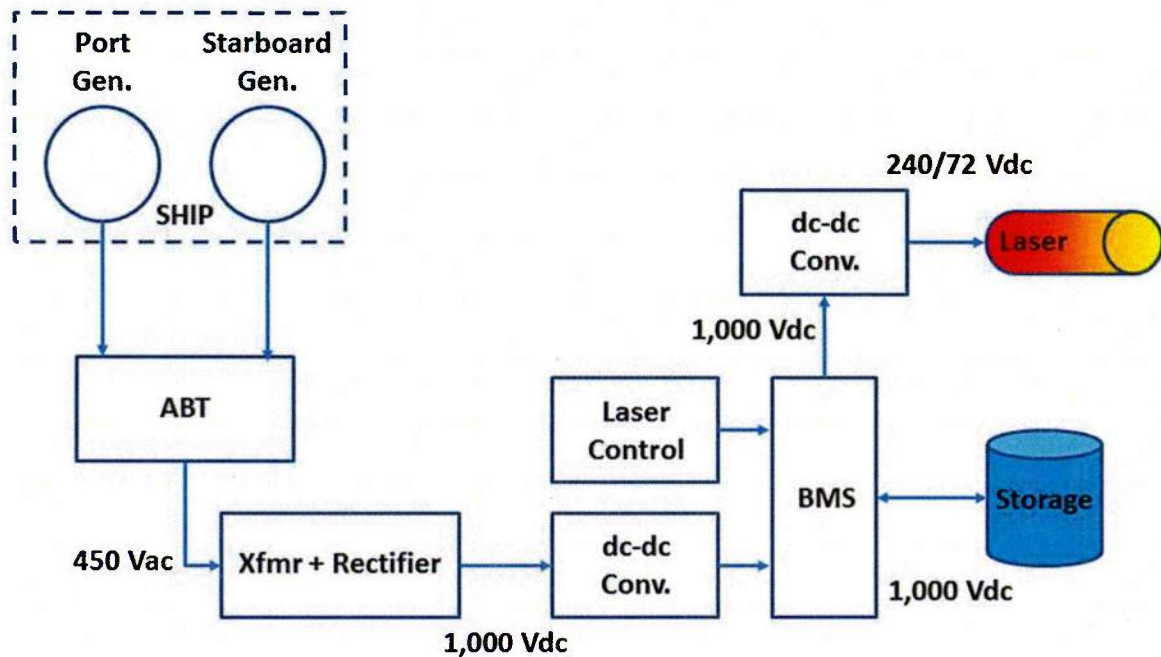 Port
Gen.
Starboard
Gen.
SHIP
240/72 Vdc
dc-dc
Conv.
Laser
1,000 Vdc
ABT
Laser
Control
BMS
Storage
450 Vac
Xfmr + Rectifier
dc-dc
Conv.
1,000 Vdc
1,000 Vdc